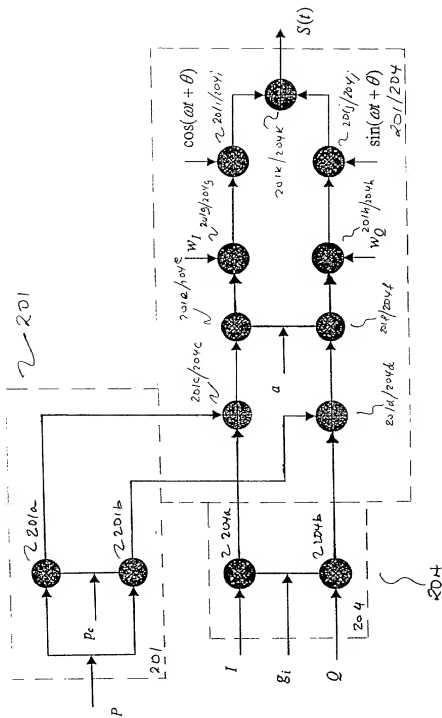 201
P
p_c
201a
201b
201
I
g_i
Q
204a
204b
204
204
201c/204c
201d/204d
a
201e/204e
201f/204f
w_I
201g/204g
w_Q
201h/204h
cos(ωt + θ)
201i/204i
sin(ωt + θ)
201j/204j
201k/204k
201/204
S(t)